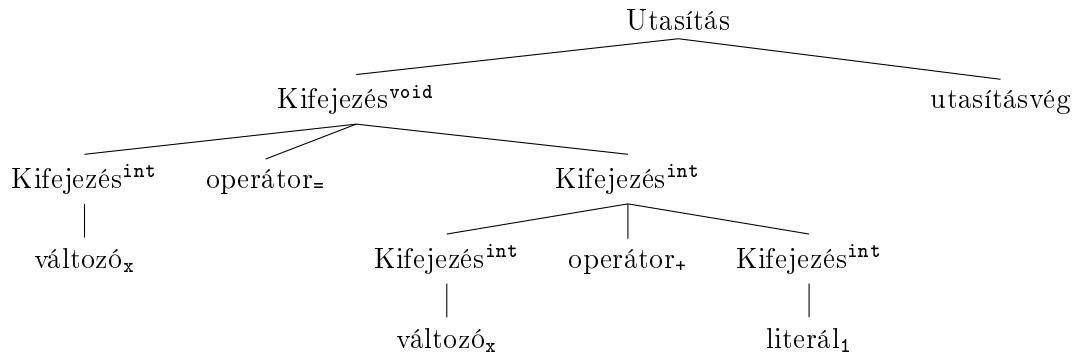 Utasítás
Kifejezés^void utasításvég
Kifejezés^int operátor_= Kifejezés^int
változó_x Kifejezés^int operátor_+ Kifejezés^int
változó_x literál_1